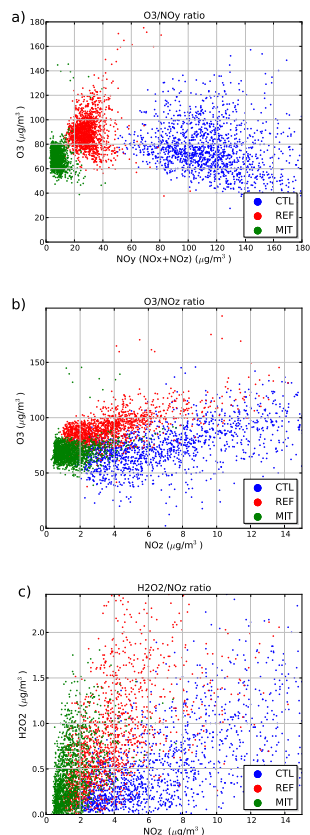 a)
O3/NOy ratio
180
160
140
120
100
80
60
40
20
0
O3 (μg/m³)
0 20 40 60 80 100 120 140 160 180
NOy (NOx+NOz) (μg/m³ )
CTL
REF
MIT
b)
O3/NOz ratio
150
100
50
0
O3 (μg/m³ )
0 2 4 6 8 10 12 14
NOz (μg/m³ )
CTL
REF
MIT
c)
H2O2/NOz ratio
2.0
1.5
1.0
0.5
0.0
H2O2 (μg/m³ )
0 2 4 6 8 10 12 14
NOz (μg/m³ )
CTL
REF
MIT